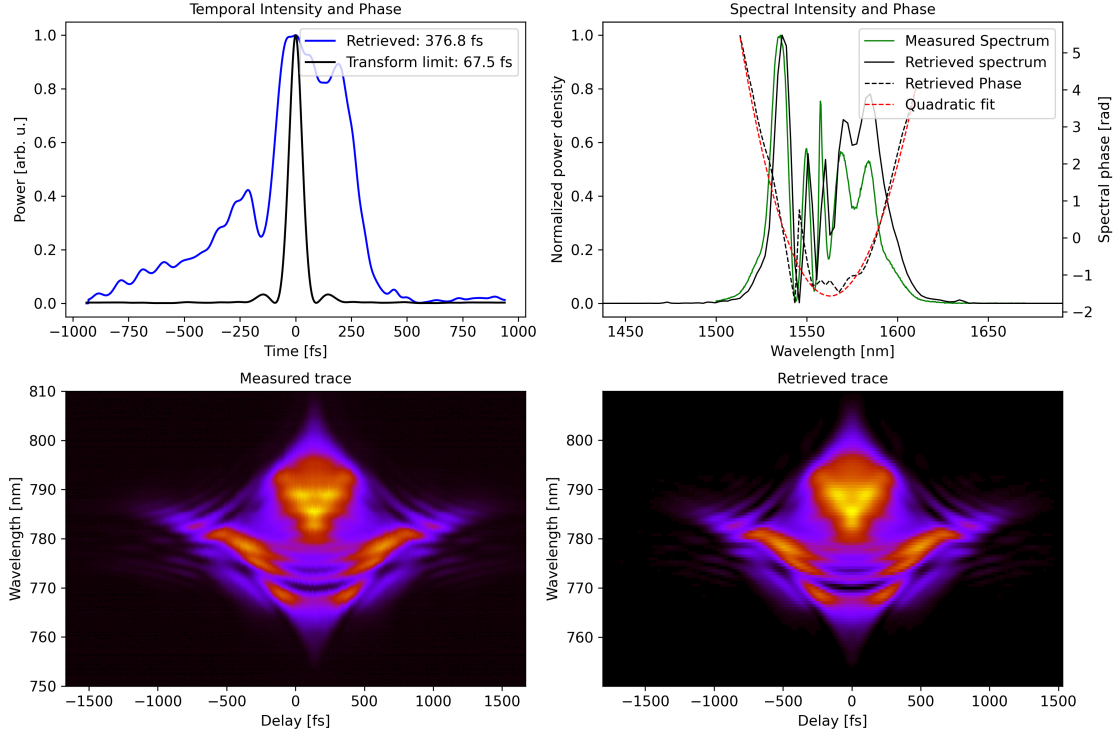 Temporal Intensity and Phase
Power [arb. u.]
1.0
0.8
0.6
0.4
0.2
0.0
Retrieved: 376.8 fs
Transform limit: 67.5 fs
−1000 −750 −500 −250 0 250 500 750 1000
Time [fs]
Spectral Intensity and Phase
Normalized power density
1.0
0.8
0.6
0.4
0.2
0.0
Measured Spectrum
Retrieved spectrum
Retrieved Phase
Quadratic fit
5
4
3
2
1
0
−1
−2
Spectral phase [rad]
1450 1500 1550 1600 1650
Wavelength [nm]
Measured trace
Wavelength [nm]
810
800
790
780
770
760
750
−1500 −1000 −500 0 500 1000 1500
Delay [fs]
Retrieved trace
Wavelength [nm]
800
790
780
770
760
−1500 −1000 −500 0 500 1000 1500
Delay [fs]